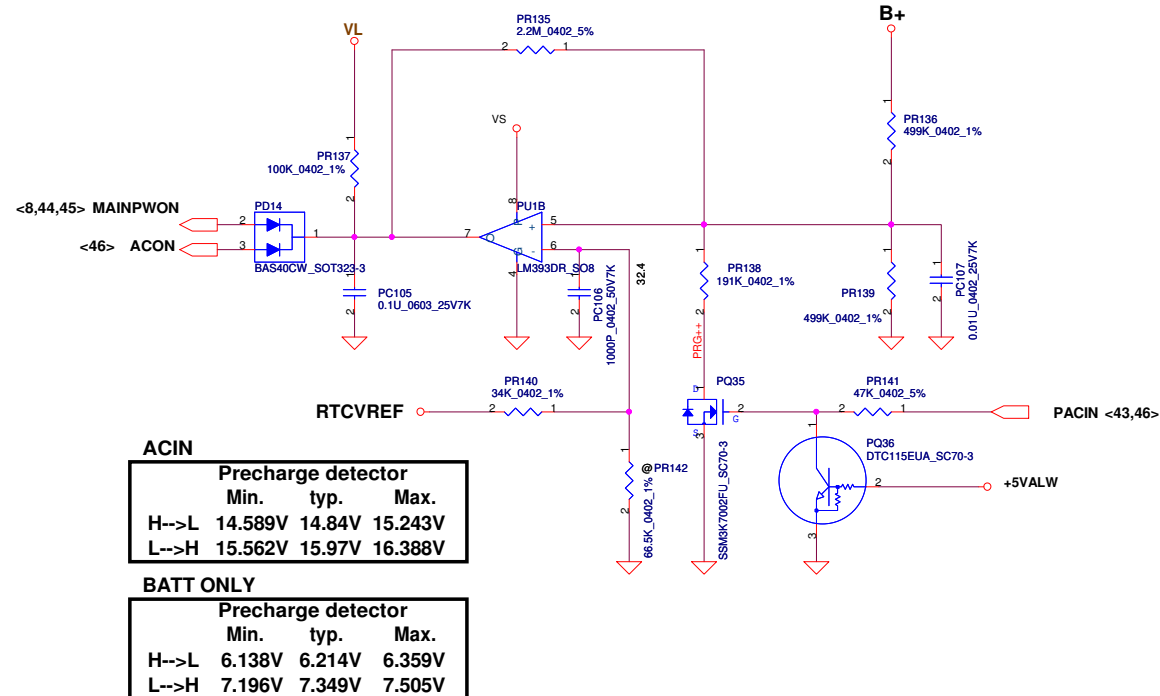 PR135
2.2M_0402_5%
2
1
VL
B+
VS
1
PR136
499K_0402_1%
2
1
PR137
100K_0402_1%
2
8
PU1B
P
+
5
-
6
O
7
G
4
LM393DR_SO8
<8,44,45> MAINPWON
2
PD14
1
<46> ACON
3
BAS40CW_SOT323-3
1
PC105
0.1U_0603_25V7K
2
1
PC106
1000P_0402_50V7K
2
32.4
1
PR138
191K_0402_1%
2
PRG++
1
PR139
499K_0402_1%
2
1
PC107
0.01U_0402_25V7K
2
PR140
34K_0402_1%
RTCVREF
2
1
1
D
PQ35
2
G
S
3
SSM3K7002FU_SC70-3
PR141
47K_0402_5%
2
1
PACIN <43,46>
1
PQ36
DTC115EUA_SC70-3
2
+5VALW
3
1
@ PR142
66.5K_0402_1%
2
ACIN
Precharge detector
Min. typ. Max.
H-->L 14.589V 14.84V 15.243V
L-->H 15.562V 15.97V 16.388V
BATT ONLY
Precharge detector
Min. typ. Max.
H-->L 6.138V 6.214V 6.359V
L-->H 7.196V 7.349V 7.505V